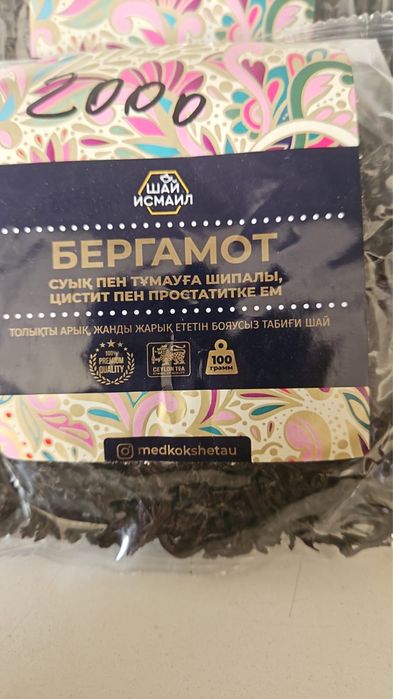 2000
ШАЙ
ИСМАИЛ
БЕРГАМОТ
СУЫҚ ПЕН ТҰМАУҒА ШИПАЛЫ,
ЦИСТИТ ПЕН ПРОСТАТИТКЕ ЕМ
ТОЛЫҚТЫ АРЫҚ, ЖАНДЫ ЖАРЫҚ ЕТЕТІН БОЯУСЫЗ ТАБИҒИ ШАЙ
100%
PREMIUM
QUALITY
CEYLON TEA
100
грамм
medkokshetau